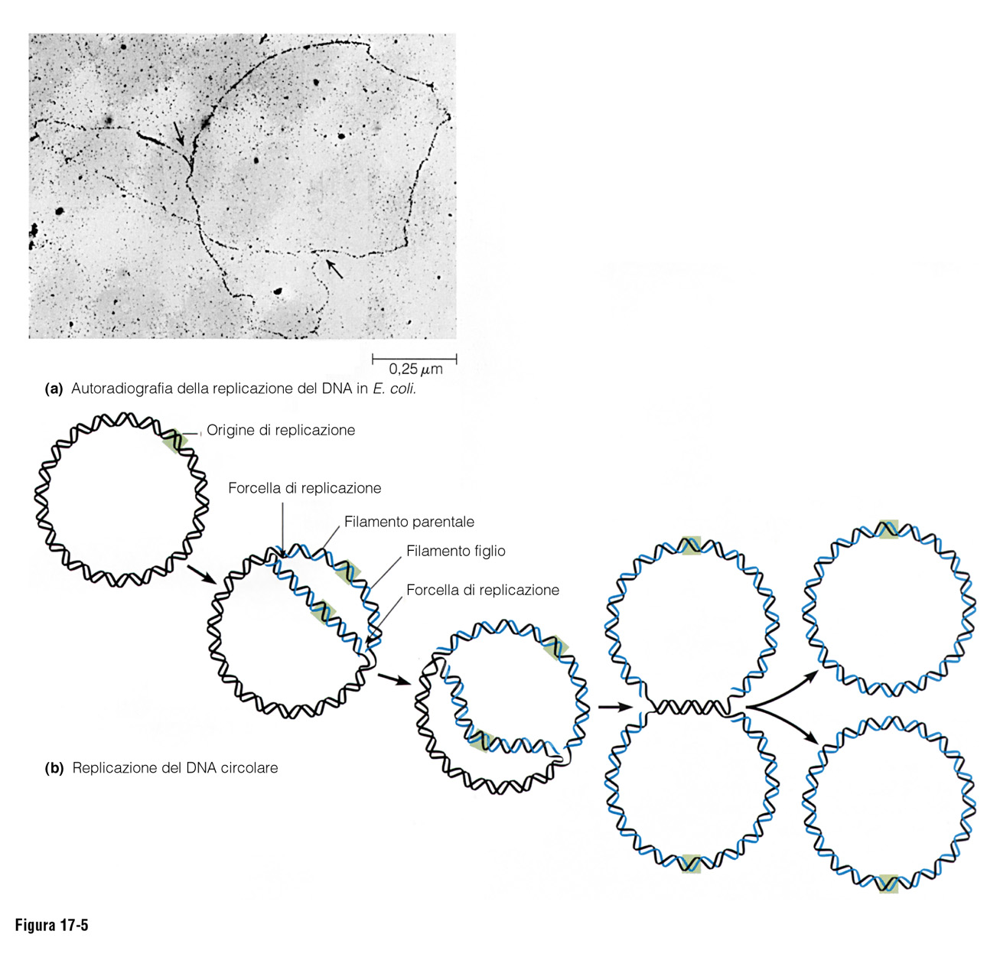 0,25 μm
(a) Autoradiografia della replicazione del DNA in E. coli.
Origine di replicazione
Forcella di replicazione
Filamento parentale
Filamento figlio
Forcella di replicazione
(b) Replicazione del DNA circolare
Figura 17-5